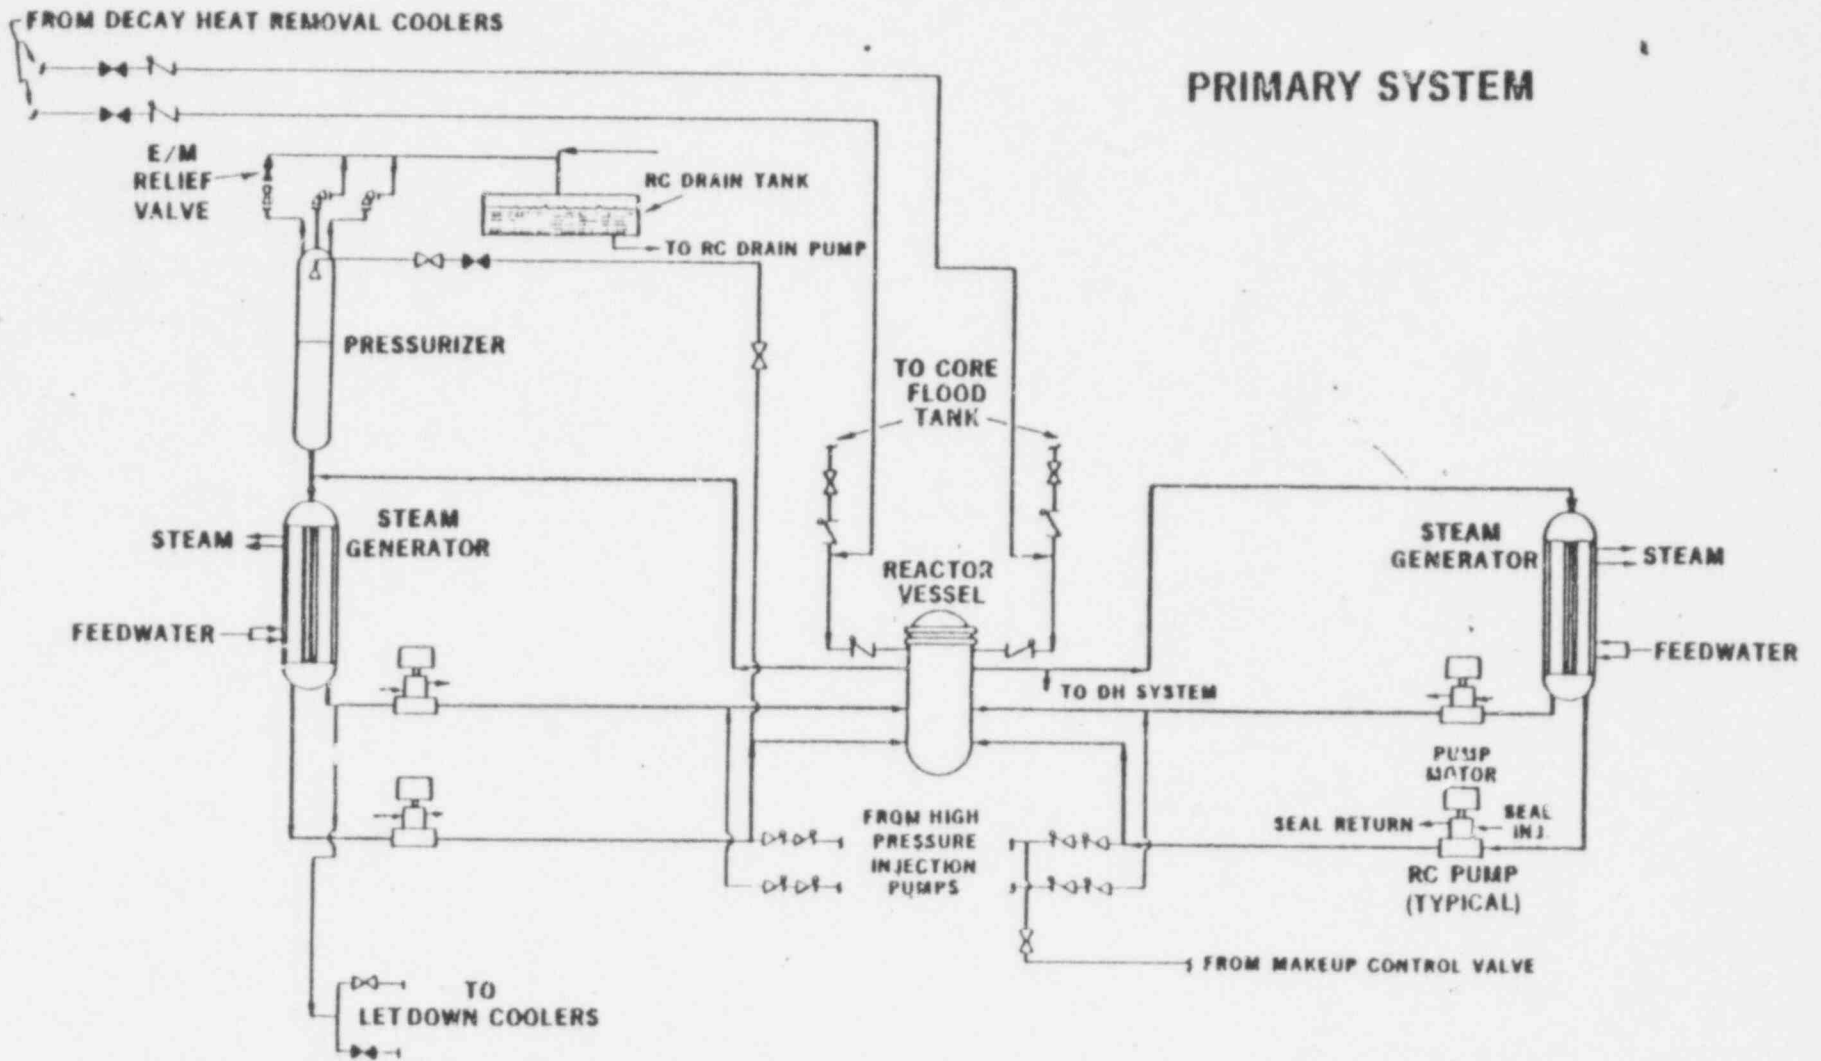 FROM DECAY HEAT REMOVAL COOLERS
PRIMARY SYSTEM
E/M
RELIEF
VALVE
RC DRAIN TANK
TO RC DRAIN PUMP
PRESSURIZER
TO CORE
FLOOD
TANK
STEAM
GENERATOR
STEAM
FEEDWATER
REACTOR
VESSEL
STEAM
GENERATOR
STEAM
FEEDWATER
TO DH SYSTEM
PUMP
MOTOR
SEAL RETURN
SEAL
INJ.
RC PUMP
(TYPICAL)
FROM HIGH
PRESSURE
INJECTION
PUMPS
FROM MAKEUP CONTROL VALVE
TO
LET DOWN COOLERS